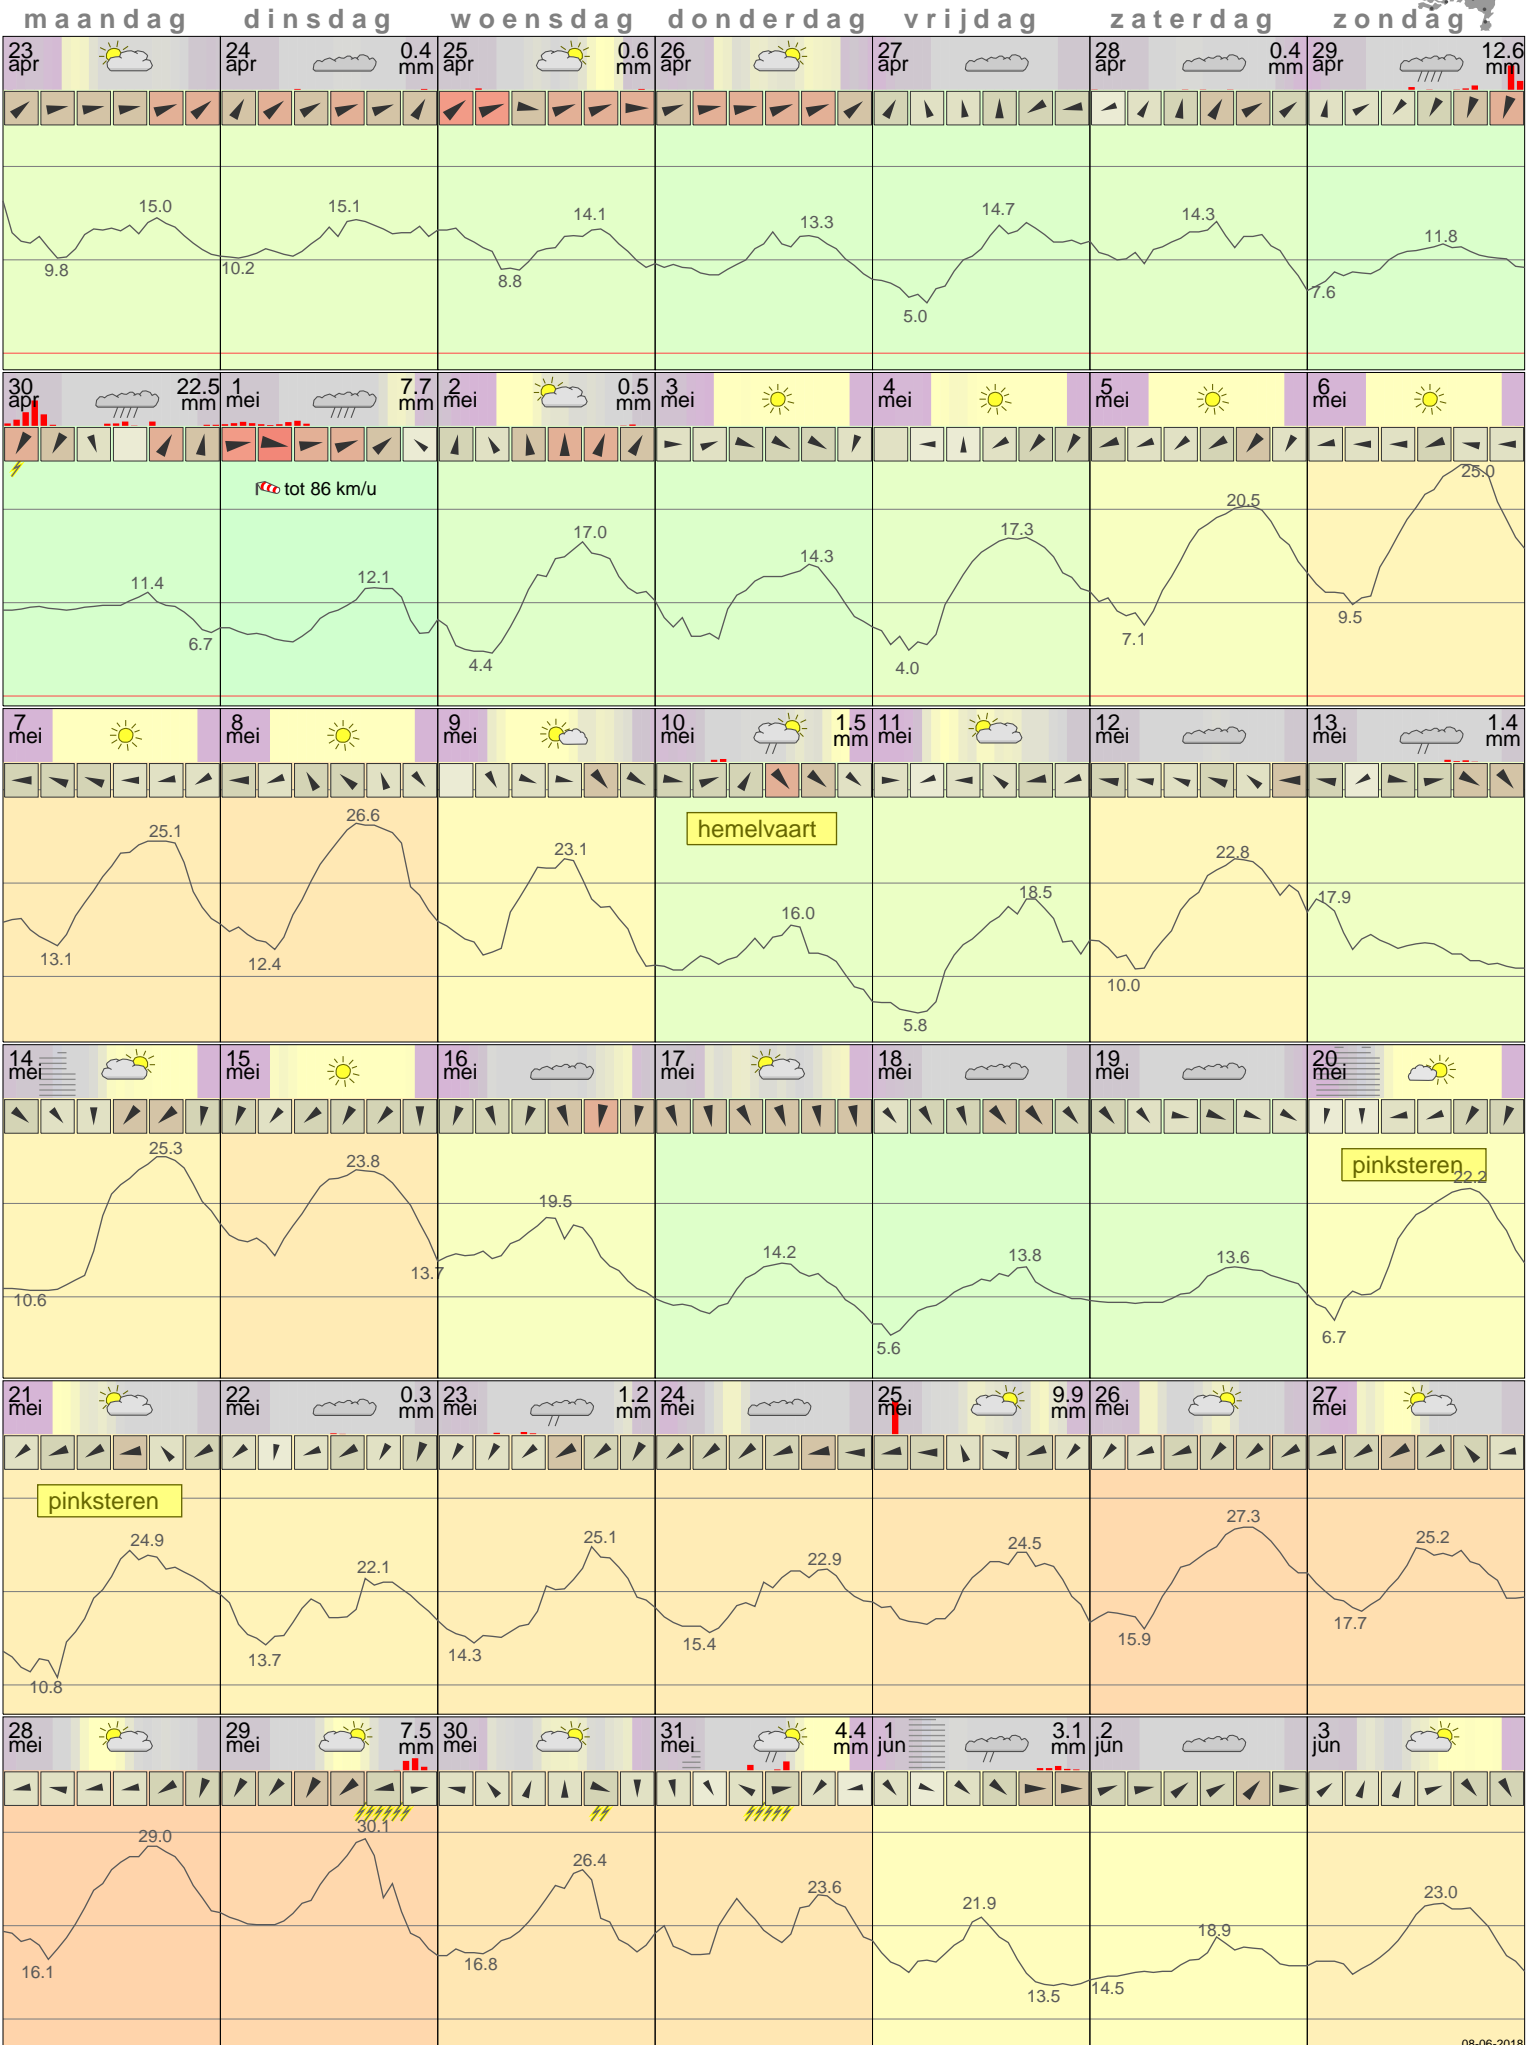 maandag dinsdag woensdag donderdag vrijdag zaterdag zondag
23 apr
24 apr 0.4 mm
25 apr 0.6 mm
26 apr
27 apr
28 apr 0.4 mm
29 apr 12.6 mm
15.0 9.8
15.1 10.2
14.1 8.8
13.3
14.7 5.0
14.3
11.8 7.6
30 apr 22.5 mm
1 mei 7.7 mm
2 mei 0.5 mm
3 mei
4 mei
5 mei
6 mei
tot 86 km/u
11.4 6.7
12.1
17.0 4.4
14.3
17.3 4.0
20.5 7.1
25.0 9.5
7 mei
8 mei
9 mei
10 mei 1.5 mm
11 mei
12 mei
13 mei 1.4 mm
hemelvaart
25.1 13.1
26.6 12.4
23.1
16.0
18.5 5.8
22.8 10.0
17.9
14 mei
15 mei
16 mei
17 mei
18 mei
19 mei
20 mei
pinksteren
25.3 10.6
23.8 13.7
19.5
14.2
13.8 5.6
13.6
22.2 6.7
21 mei
22 mei 0.3 mm
23 mei 1.2 mm
24 mei
25 mei 9.9 mm
26 mei
27 mei
pinksteren
24.9 10.8
22.1 13.7
25.1 14.3
22.9 15.4
24.5
27.3 15.9
25.2 17.7
28 mei
29 mei 7.5 mm
30 mei
31 mei 4.4 mm
1 jun 3.1 mm
2 jun
3 jun
29.0 16.1
30.1
26.4 16.8
23.6
21.9 13.5
18.9 14.5
23.0
08-06-2018